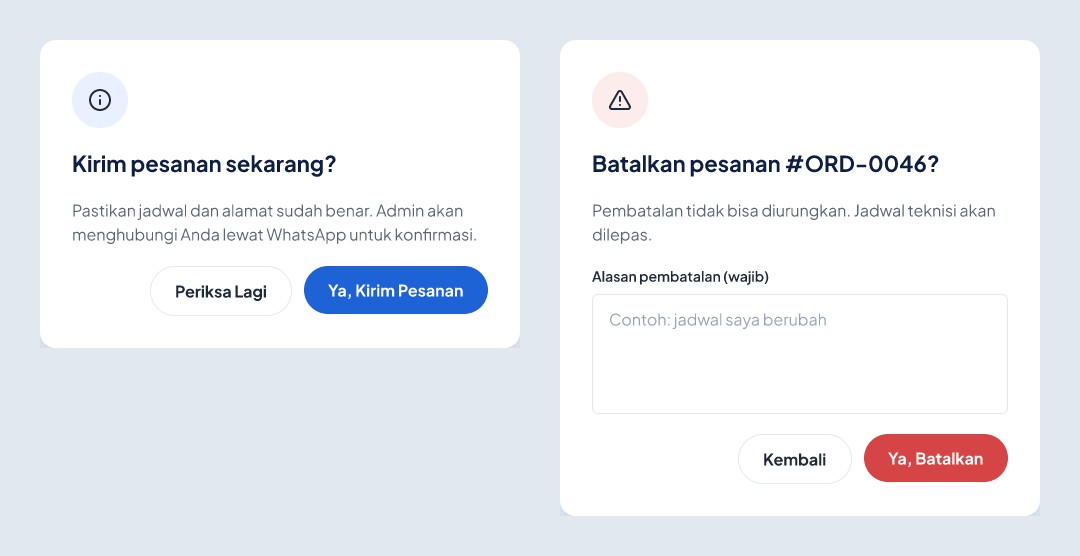 Kirim pesanan sekarang?
Pastikan jadwal dan alamat sudah benar. Admin akan
menghubungi Anda lewat WhatsApp untuk konfirmasi.
Periksa Lagi
Ya, Kirim Pesanan
Batalkan pesanan #ORD-0046?
Pembatalan tidak bisa diurungkan. Jadwal teknisi akan
dilepas.
Alasan pembatalan (wajib)
Contoh: jadwal saya berubah
Kembali
Ya, Batalkan